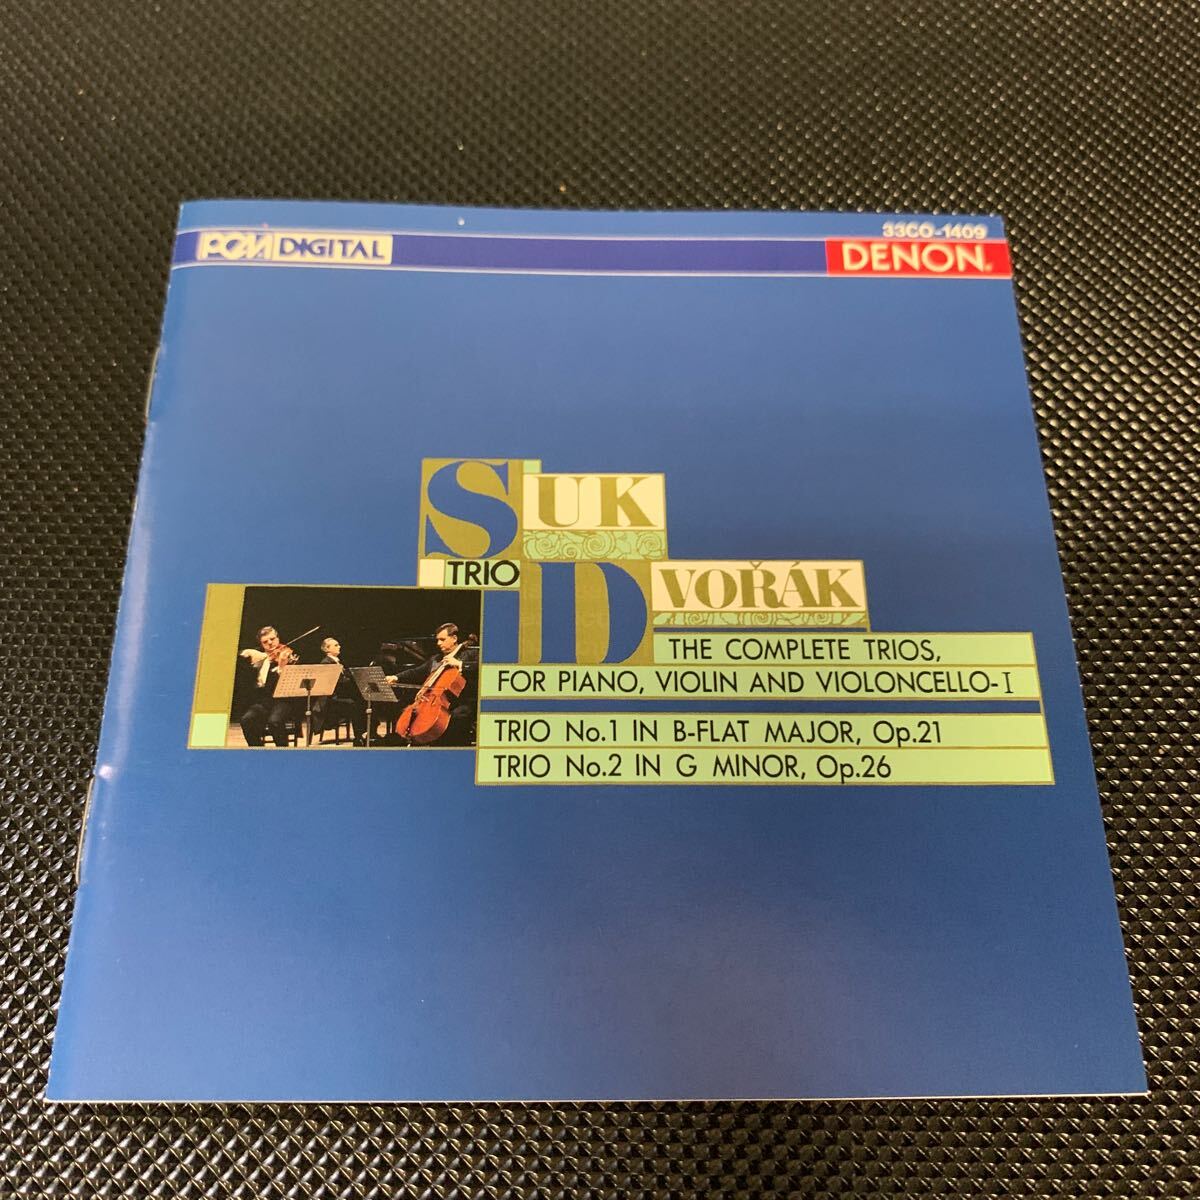 33CO-1409
PCM DIGITAL
DENON®
SUK
TRIO
DVOŘÁK
THE COMPLETE TRIOS,
FOR PIANO, VIOLIN AND VIOLONCELLO-I
TRIO No.1 IN B-FLAT MAJOR, Op.21
TRIO No.2 IN G MINOR, Op.26